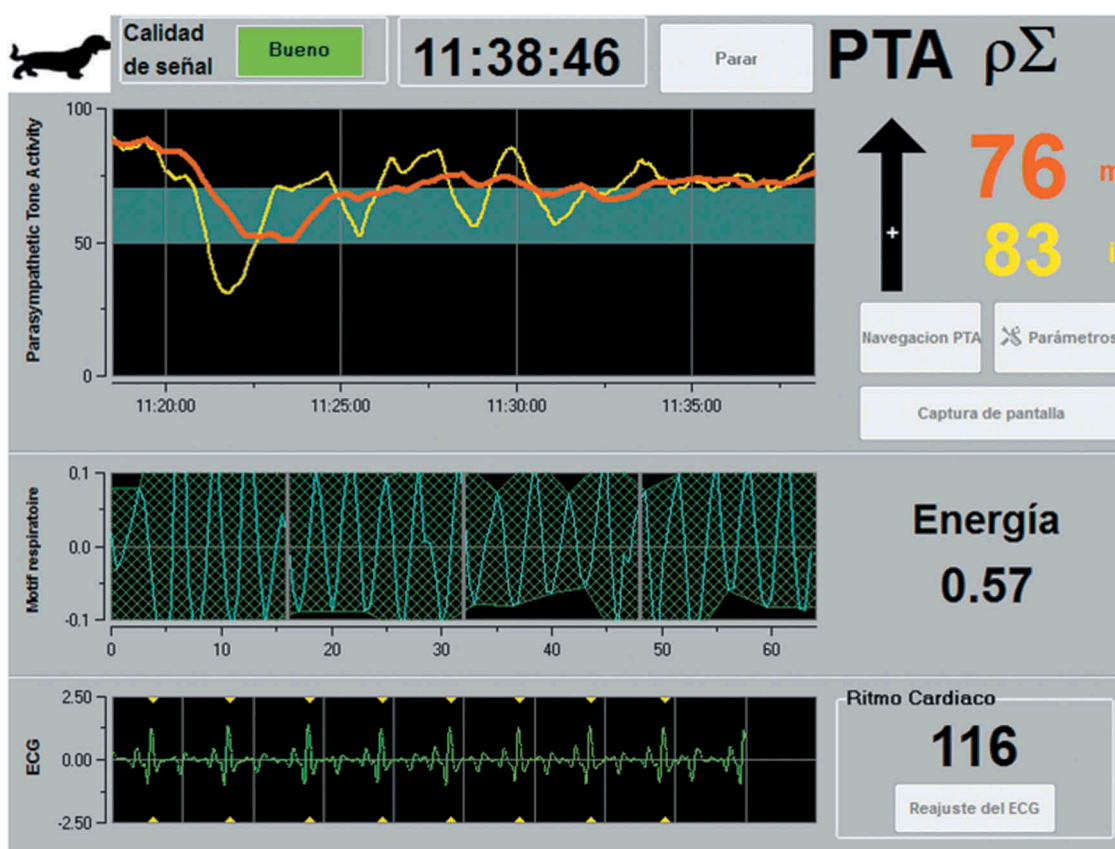 Calidad
de señal
Bueno
11:38:46
Parar
PTA ρΣ
Parasympathetic Tone Activity
100
50
0
11:20:00 11:25:00 11:30:00 11:35:00
+
76 m
83 i
Navegacion PTA
Parámetros
Captura de pantalla
Motif respiratoire
0.1
0.0
-0.1
0 10 20 30 40 50 60
Energía
0.57
ECG
2.50
0.00
-2.50
Ritmo Cardiaco
116
Reajuste del ECG